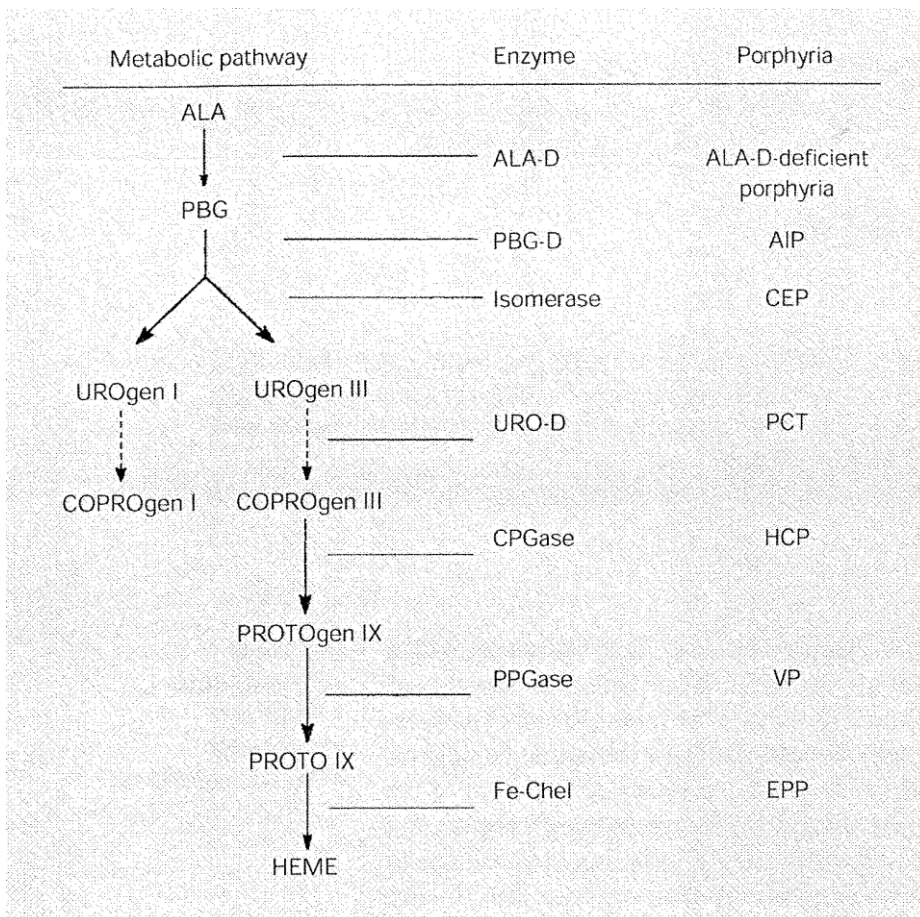 Metabolic pathway Enzyme Porphyria
ALA
ALA-D ALA-D-deficient
porphyria
PBG
PBG-D AIP
Isomerase CEP
UROgen I UROgen III
URO-D PCT
COPROgen I COPROgen III
CPGase HCP
PROTOgen IX
PPGase VP
PROTO IX
Fe-Chel EPP
HEME